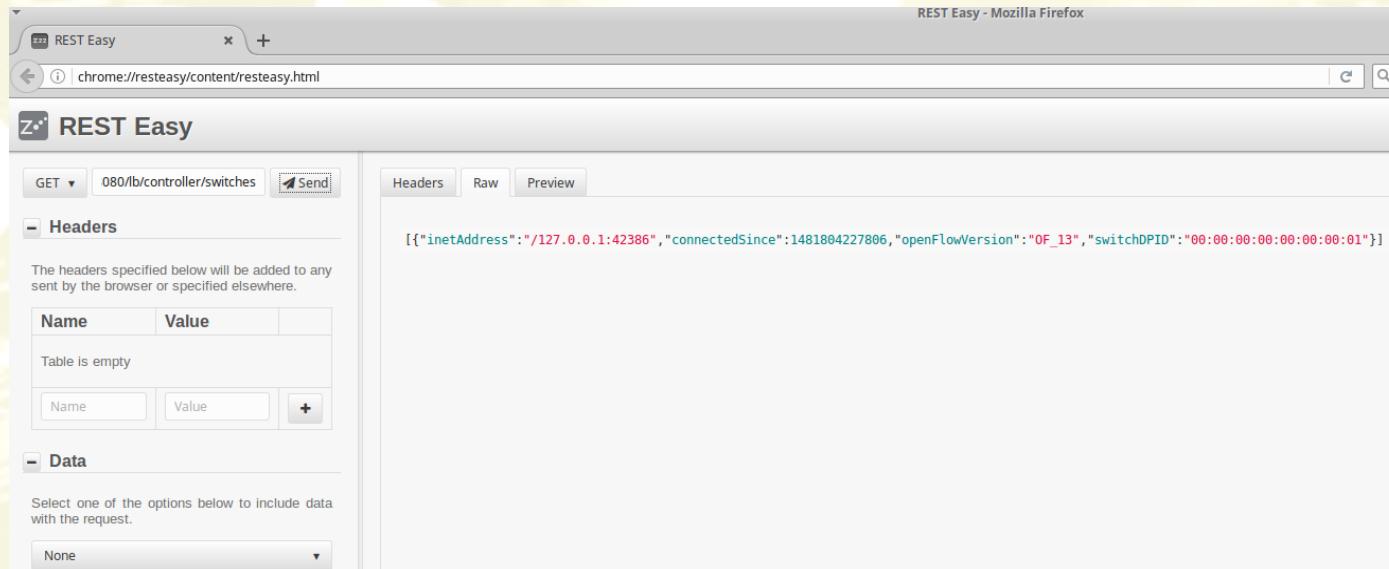 REST Easy - Mozilla Firefox
REST Easy
chrome://resteasy/content/resteasy.html
REST Easy
GET 080/lb/controller/switches Send
Headers Raw Preview
Headers
[{"inetAddress":"/127.0.0.1:42386","connectedSince":1481804227806,"openFlowVersion":"OF_13","switchDPID":"00:00:00:00:00:00:00:01"}]
The headers specified below will be added to any
sent by the browser or specified elsewhere.
Name Value
Table is empty
Name Value
Data
Select one of the options below to include data
with the request.
None